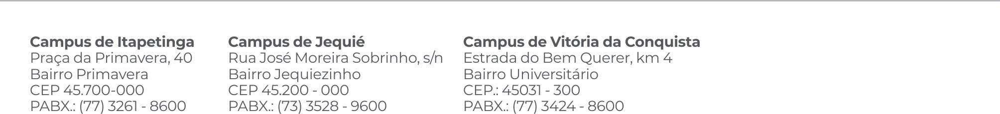 Campus de Itapetinga
Praça da Primavera, 40
Bairro Primavera
CEP 45.700-000
PABX.: (77) 3261 - 8600
Campus de Jequié
Rua José Moreira Sobrinho, s/n
Bairro Jequiezinho
CEP 45.200 - 000
PABX.: (73) 3528 - 9600
Campus de Vitória da Conquista
Estrada do Bem Querer, km 4
Bairro Universitário
CEP.: 45031 - 300
PABX.: (77) 3424 - 8600